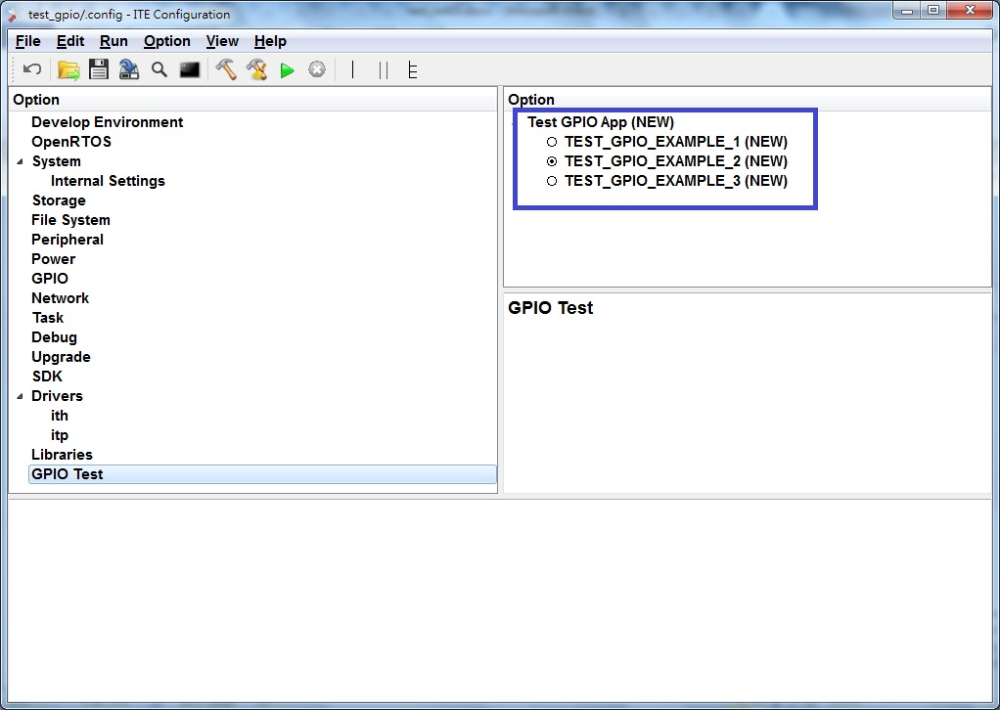 test_gpio/.config - ITE Configuration
File Edit Run Option View Help
Option
Develop Environment
OpenRTOS
System
Internal Settings
Storage
File System
Peripheral
Power
GPIO
Network
Task
Debug
Upgrade
SDK
Drivers
ith
itp
Libraries
GPIO Test
Option
Test GPIO App (NEW)
TEST_GPIO_EXAMPLE_1 (NEW)
TEST_GPIO_EXAMPLE_2 (NEW)
TEST_GPIO_EXAMPLE_3 (NEW)
GPIO Test